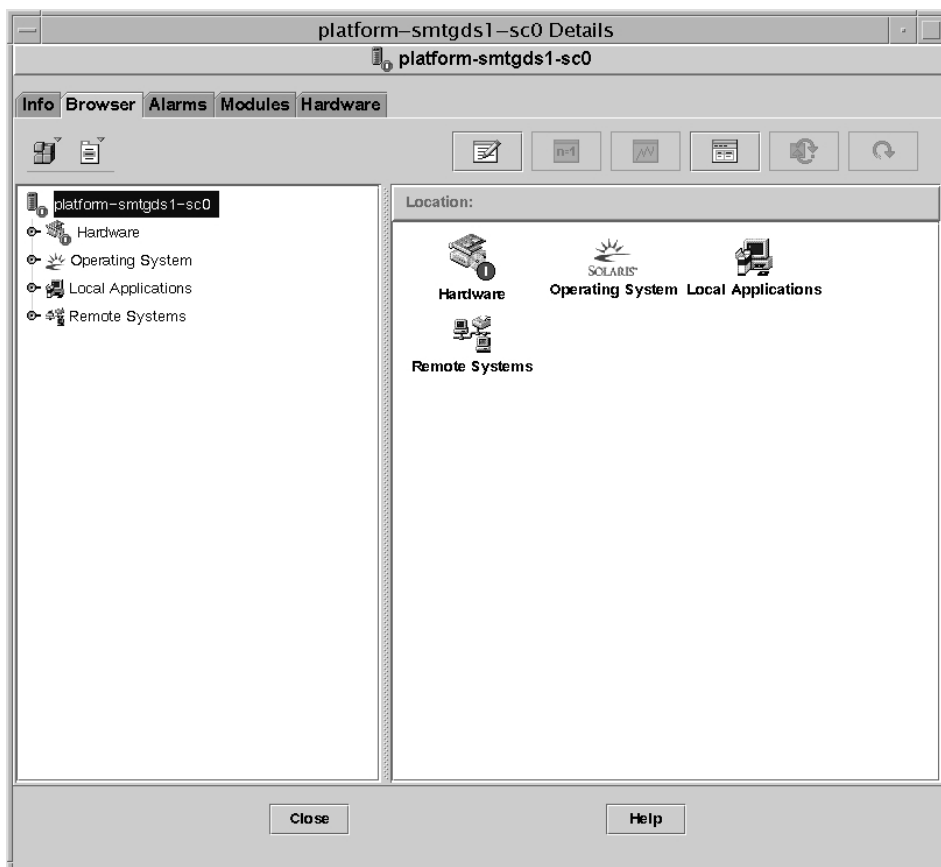 platform–smtgds1–sc0 Details
platform-smtgds1-sc0
Info Browser Alarms Modules Hardware
n=1
platform–smtgds1–sc0
Hardware
Operating System
Local Applications
Remote Systems
Location:
SOLARIS
Hardware Operating System Local Applications
Remote Systems
Close Help